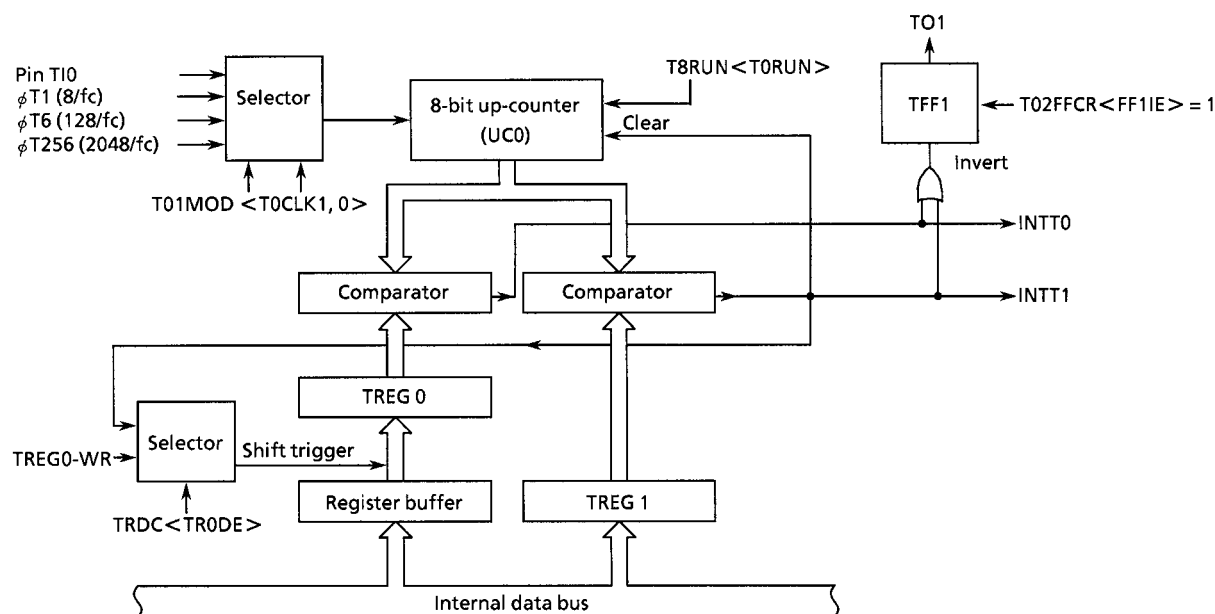 TO1
Pin TI0
ϕT1 (8/fc)
ϕT6 (128/fc)
ϕT256 (2048/fc)
Selector
T01MOD <T0CLK1, 0>
8-bit up-counter
(UC0)
T8RUN<T0RUN>
Clear
TFF1
T02FFCR<FF1IE> = 1
Invert
INTT0
Comparator
Comparator
INTT1
TREG 0
TREG0-WR
Selector
Shift trigger
TRDC<TR0DE>
Register buffer
TREG 1
Internal data bus